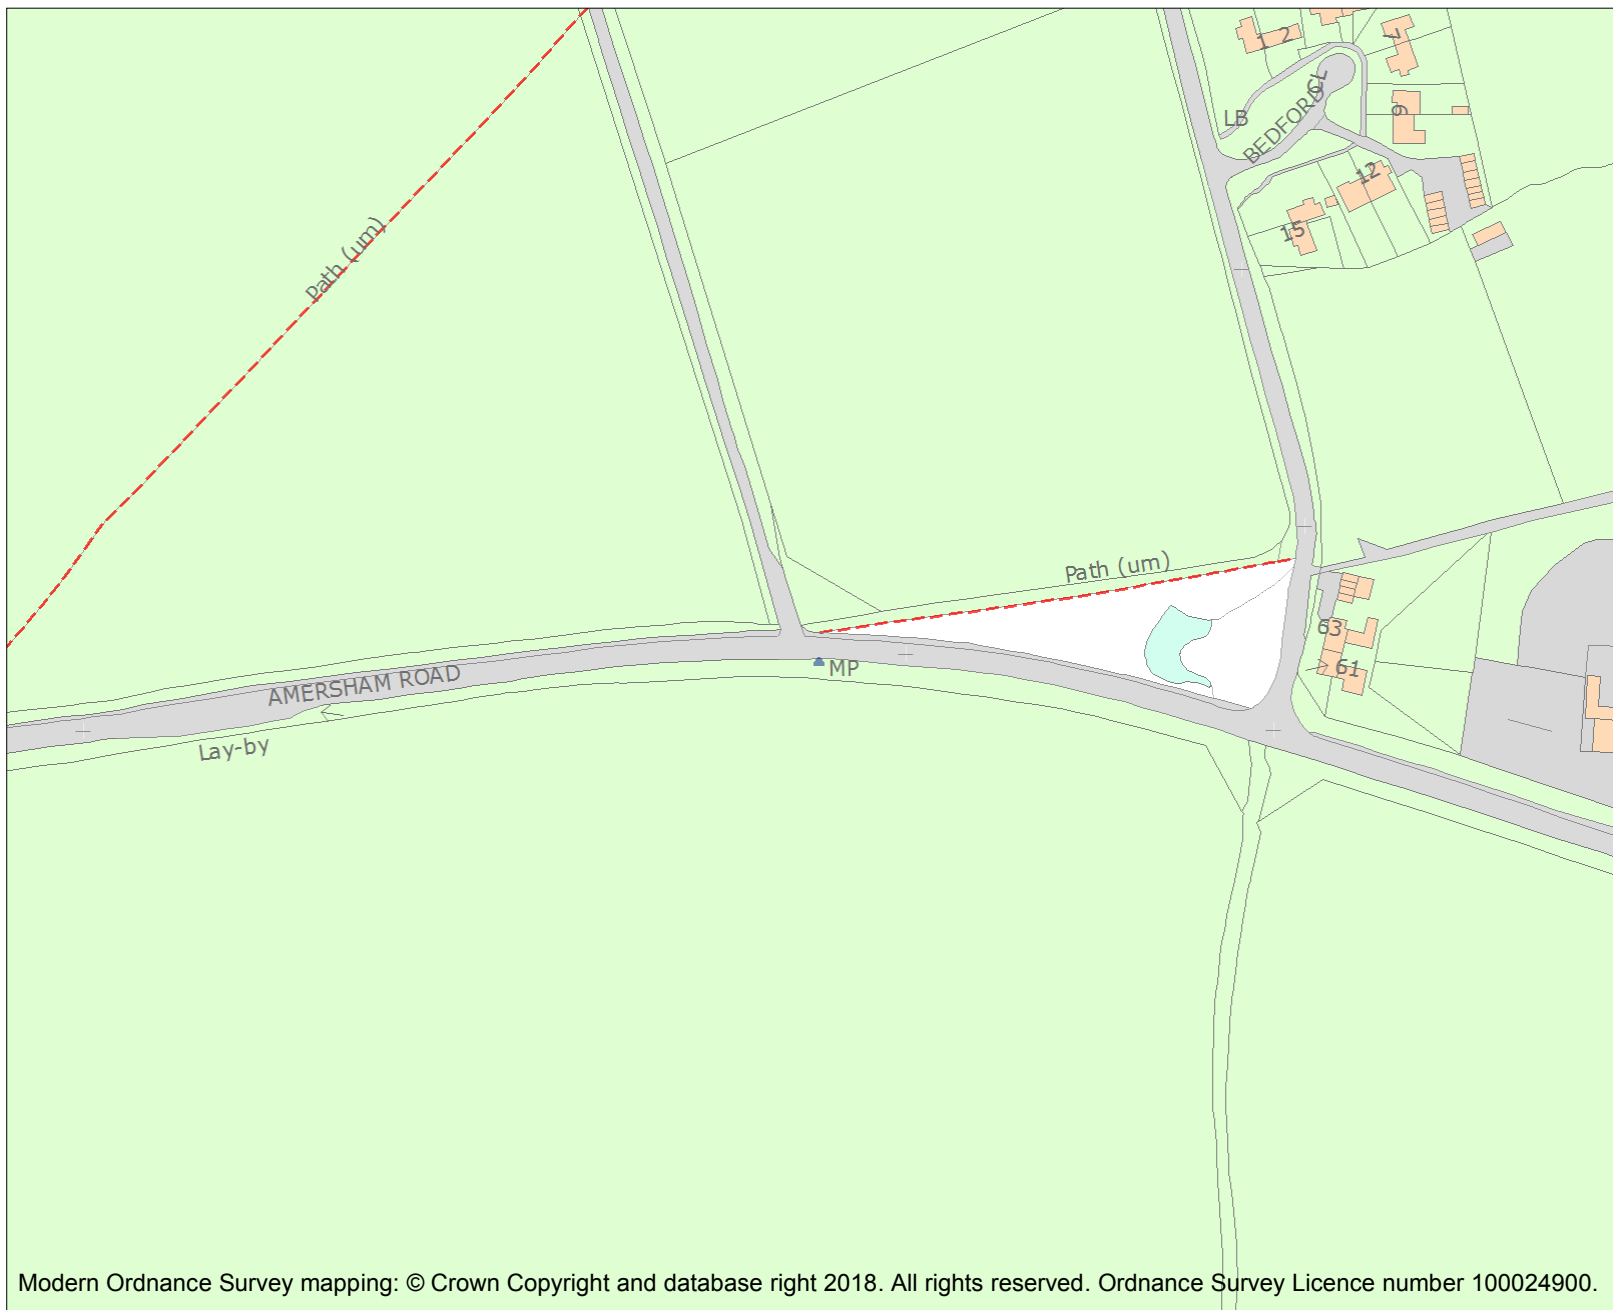 1 2
7
BEDFORD CL
LB
9
12
15
Path (um)
Path (um)
63
61
MP
AMERSHAM ROAD
Lay-by
Modern Ordnance Survey mapping: © Crown Copyright and database right 2018. All rights reserved. Ordnance Survey Licence number 100024900.